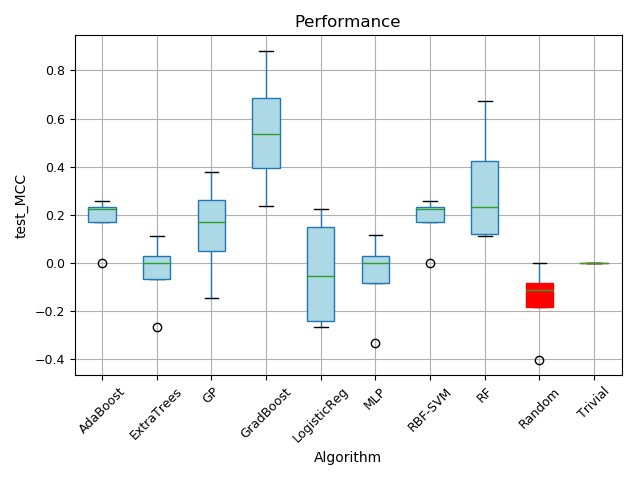 Performance
test_MCC
0.8
0.6
0.4
0.2
0.0
−0.2
−0.4
AdaBoost
ExtraTrees
GP
GradBoost
LogisticReg
MLP
RBF-SVM
RF
Random
Trivial
Algorithm